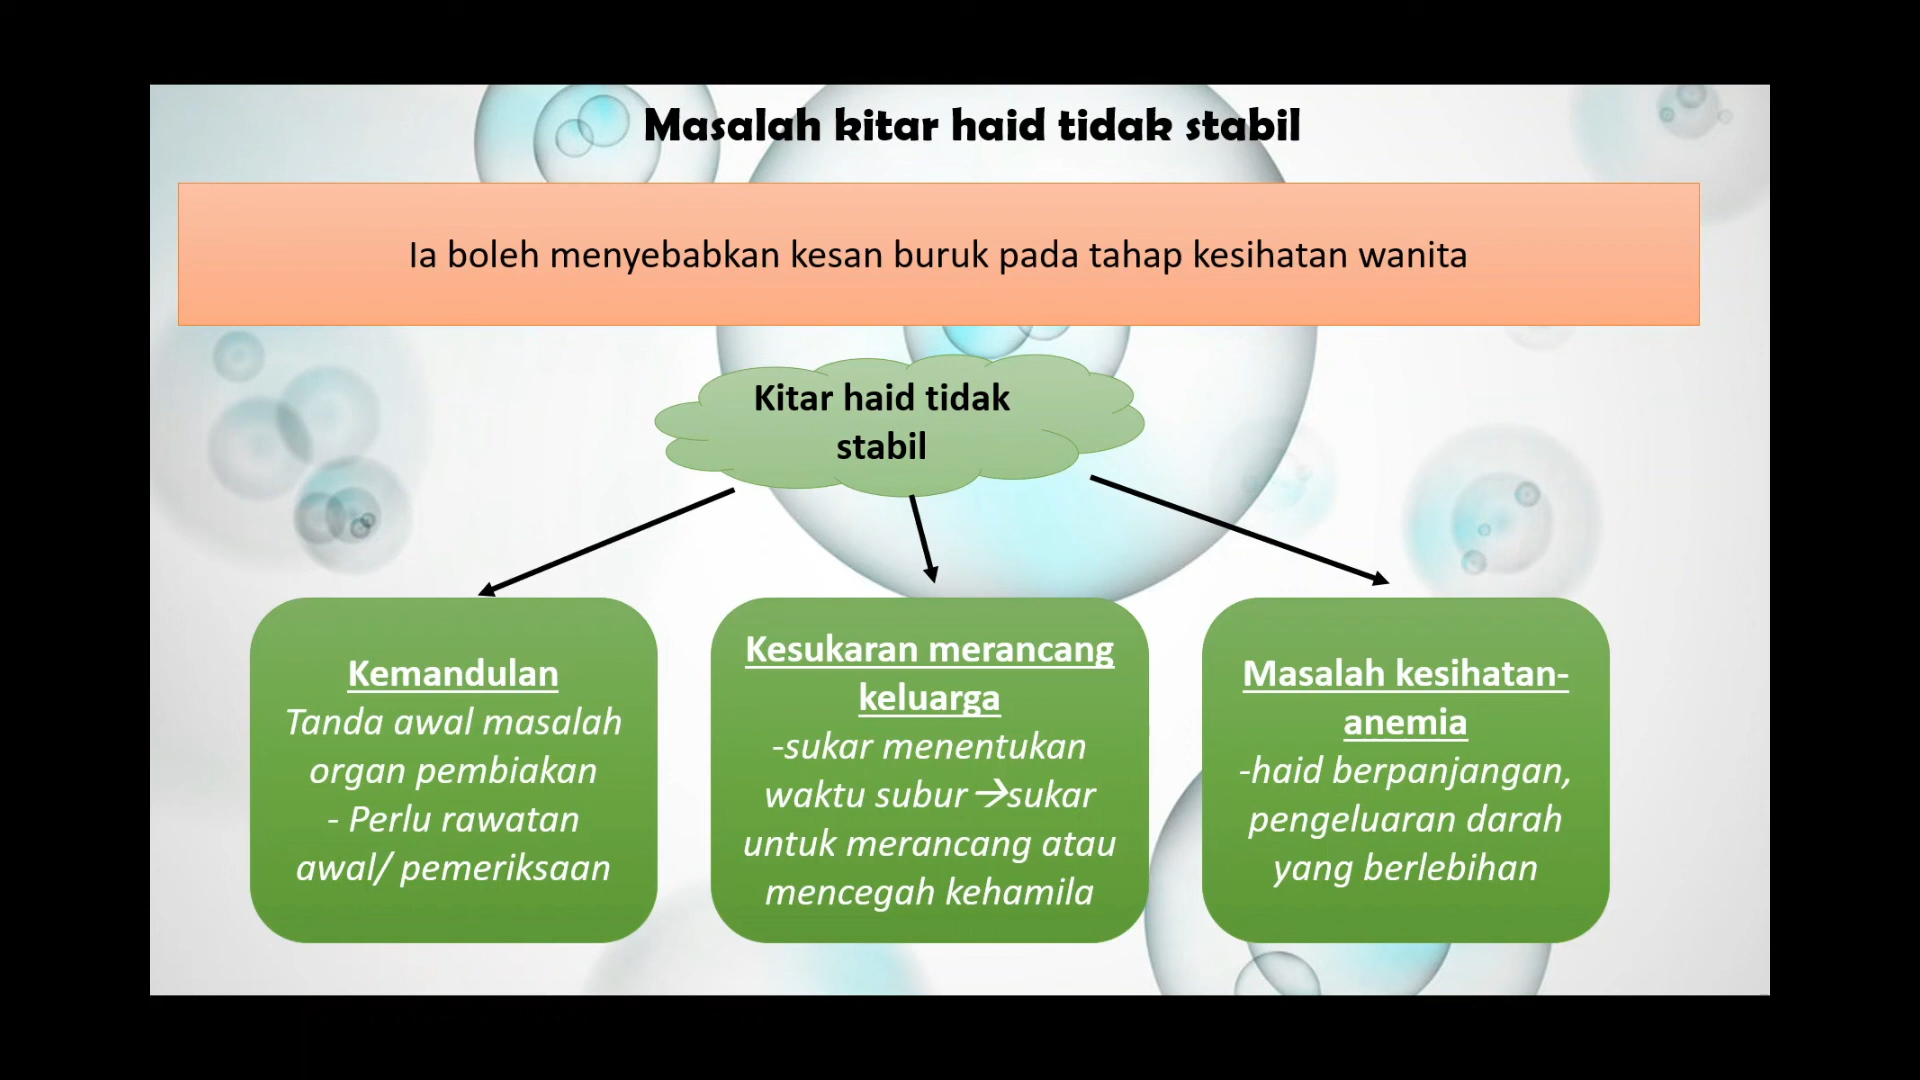 Masalah kitar haid tidak stabil
Ia boleh menyebabkan kesan buruk pada tahap kesihatan wanita
Kitar haid tidak
stabil
Kemandulan
Tanda awal masalah
organ pembiakan
- Perlu rawatan
awal/ pemeriksaan
Kesukaran merancang
keluarga
-sukar menentukan
waktu subur→sukar
untuk merancang atau
mencegah kehamila
Masalah kesihatan-
anemia
-haid berpanjangan,
pengeluaran darah
yang berlebihan